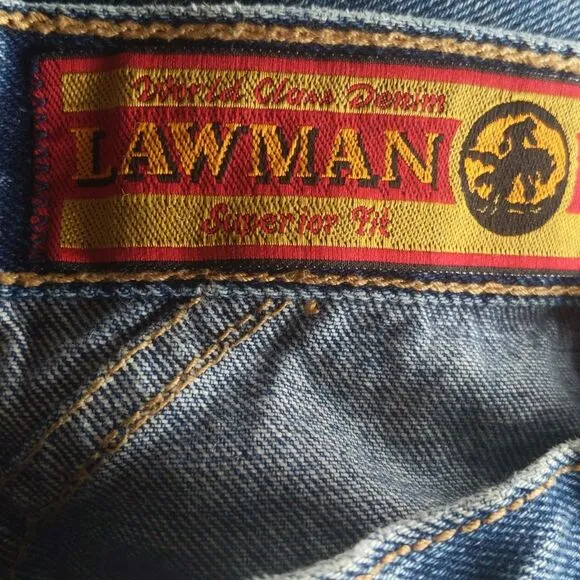 World Class Denim
LAWMAN
Superior Fit